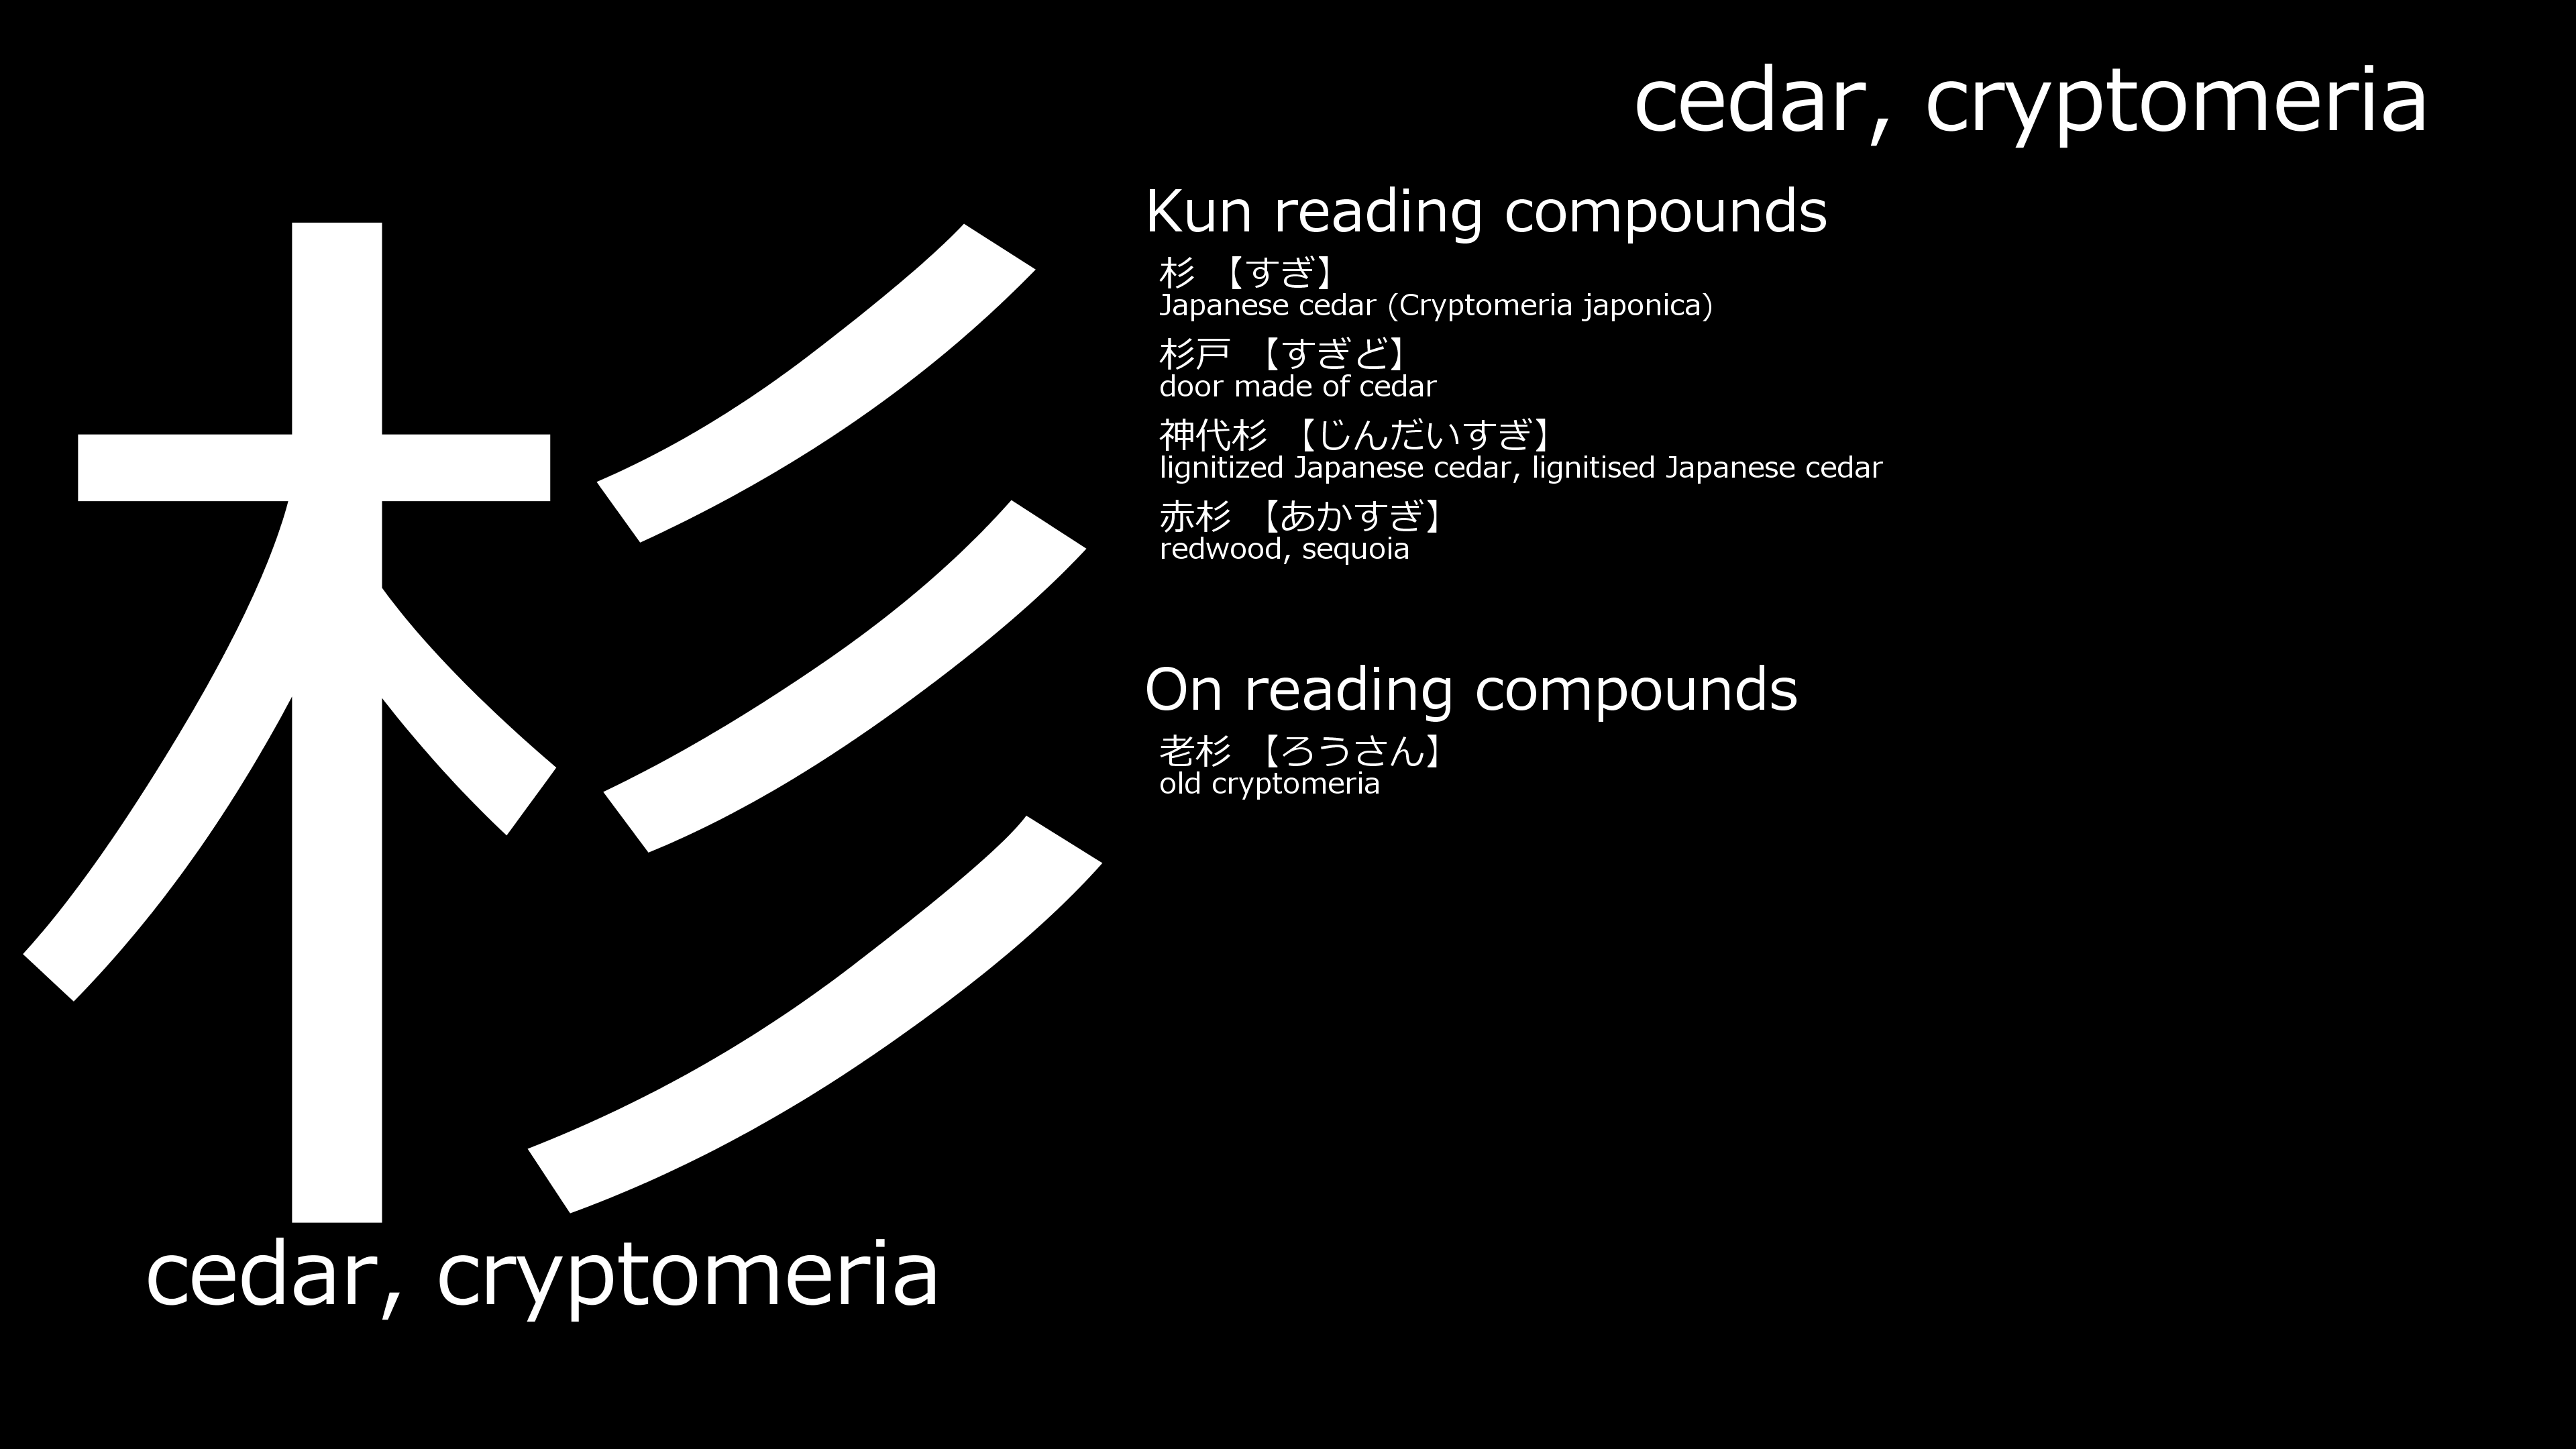 cedar, cryptomeria
杉
cedar, cryptomeria
Kun reading compounds
杉 【すぎ】
Japanese cedar (Cryptomeria japonica)
杉戸 【すぎど】
door made of cedar
神代杉 【じんだいすぎ】
lignitized Japanese cedar, lignitised Japanese cedar
赤杉 【あかすぎ】
redwood, sequoia
On reading compounds
老杉 【ろうさん】
old cryptomeria